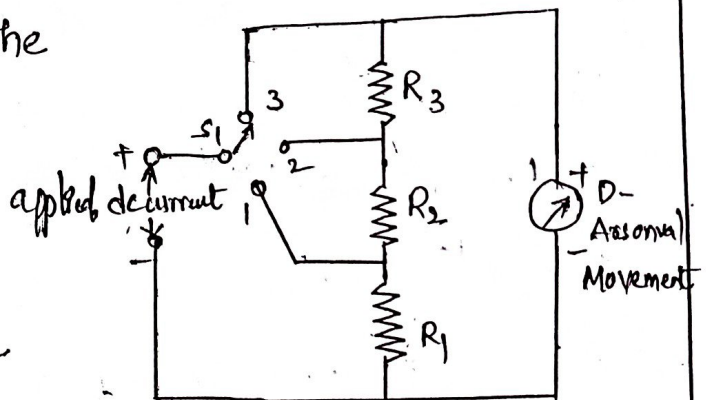 he
3
R3
S1
+
2
applied dc current
1
R2
-
R1
1 +
D-
Arsonval
-
Movement